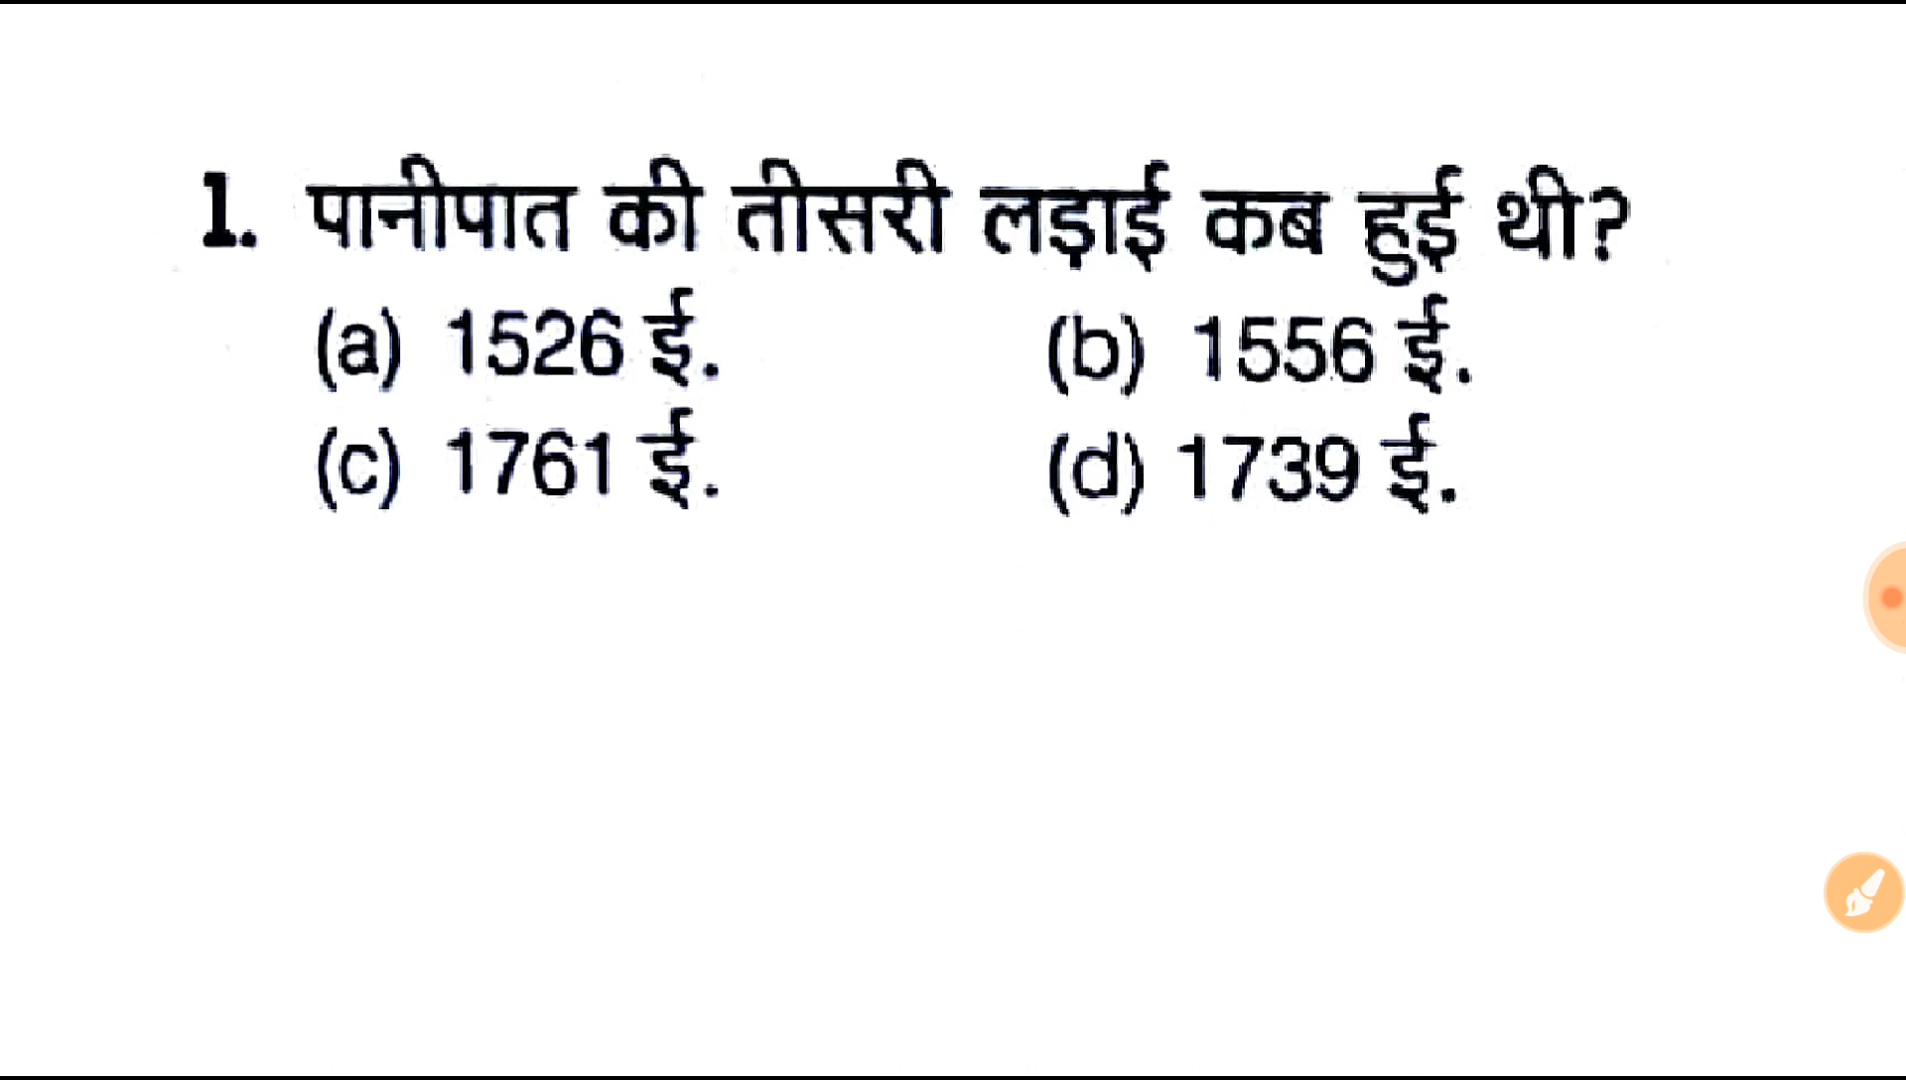 1. पानीपात की तीसरी लड़ाई कब हुई थी?
(a) 1526 ई. (b) 1556 ई.
(c) 1761 ई. (d) 1739 ई.